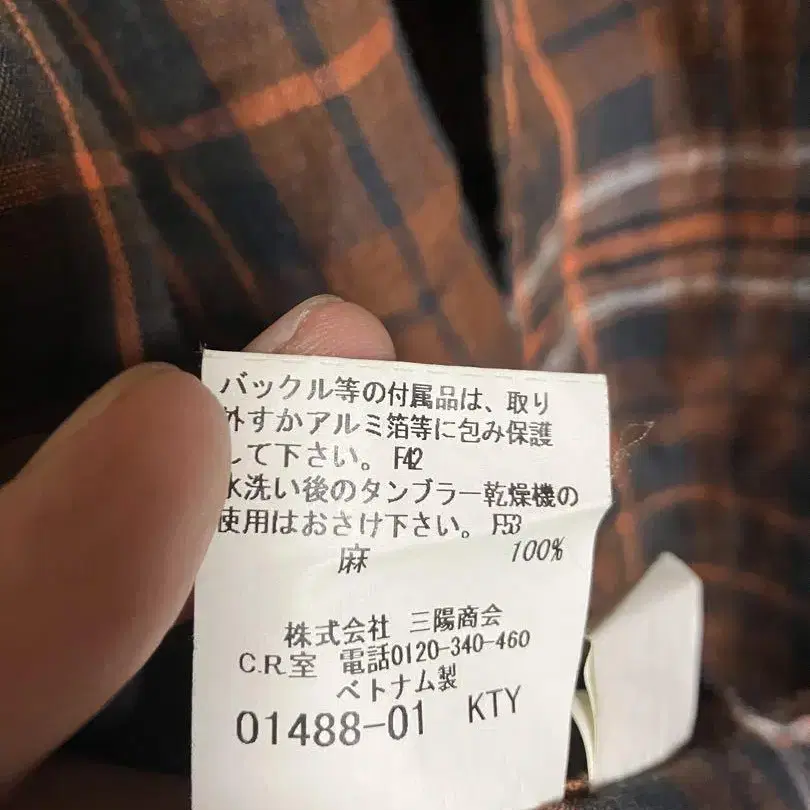 バックル等の付属品は、取り
外すかアルミ箔等に包み保護
して下さい。 F42
水洗い後のタンブラー乾燥機の
使用はおさけ下さい。 F53
麻 100%
株式会社 三陽商会
C.R.室 電話0120-340-460
ベトナム製
01488-01 KTY